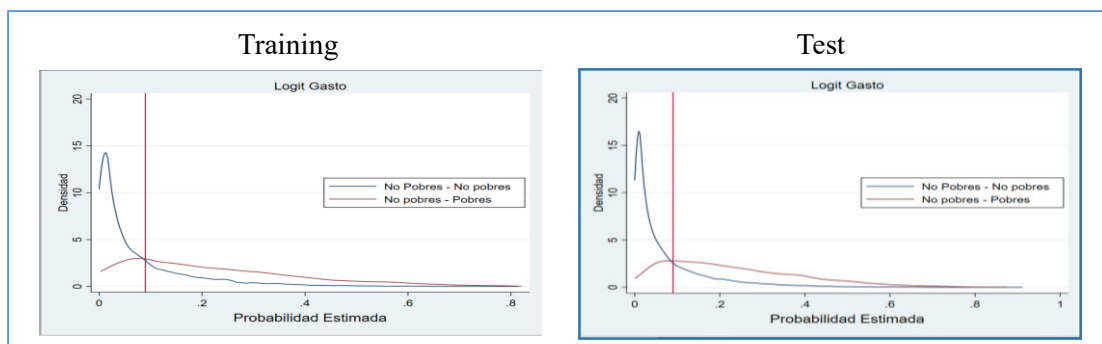 Training
Test
Logit Gasto
20
15
10
5
0
Densidad
No Pobres - No pobres
No pobres - Pobres
0 .2 .4 .6 .8
Probabilidad Estimada
Logit Gasto
20
15
10
5
0
Densidad
No Pobres - No pobres
No pobres - Pobres
0 .2 .4 .6 .8 1
Probabilidad Estimada